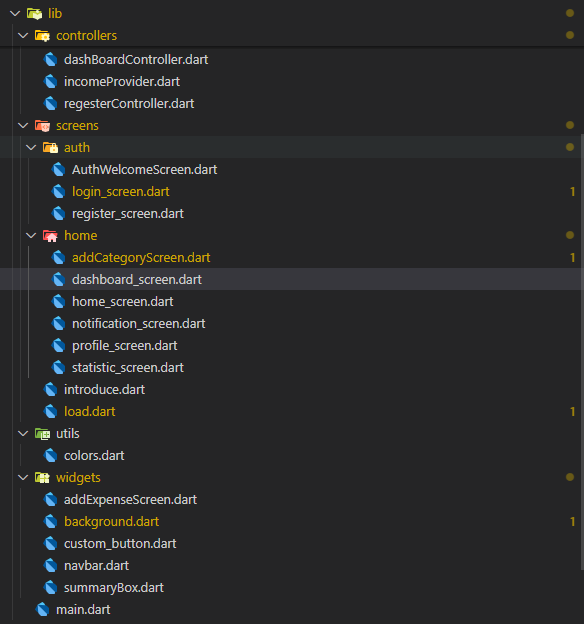 lib
controllers
dashBoardController.dart
incomeProvider.dart
regesterController.dart
screens
auth
AuthWelcomeScreen.dart
login_screen.dart 1
register_screen.dart
home
addCategoryScreen.dart 1
dashboard_screen.dart
home_screen.dart
notification_screen.dart
profile_screen.dart
statistic_screen.dart
introduce.dart
load.dart 1
utils
colors.dart
widgets
addExpenseScreen.dart
background.dart 1
custom_button.dart
navbar.dart
summaryBox.dart
main.dart